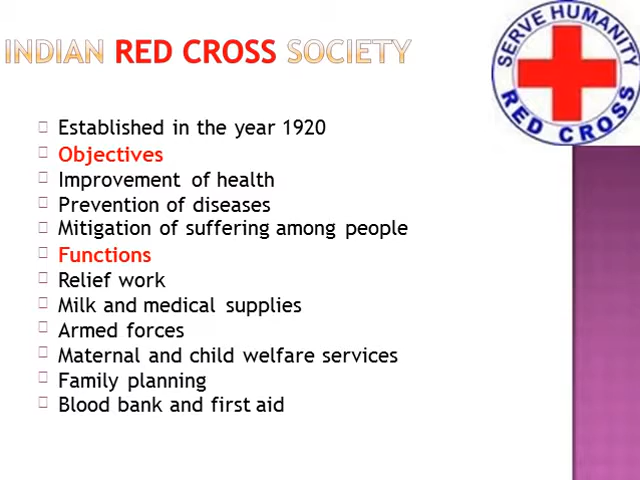 INDIAN RED CROSS SOCIETY
SERVE HUMANITY
RED CROSS
Established in the year 1920
Objectives
Improvement of health
Prevention of diseases
Mitigation of suffering among people
Functions
Relief work
Milk and medical supplies
Armed forces
Maternal and child welfare services
Family planning
Blood bank and first aid